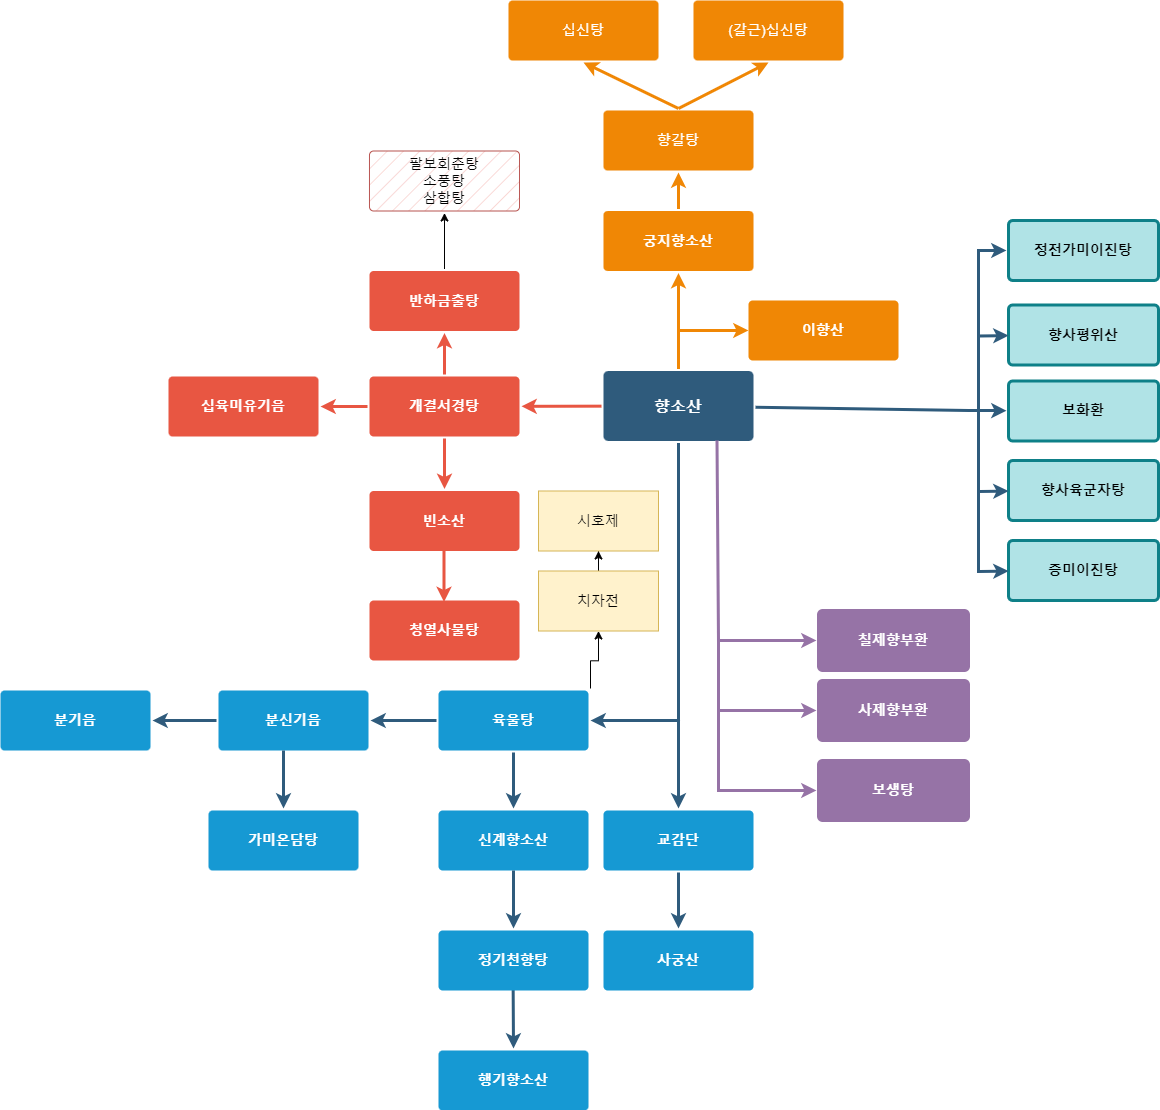 십신탕
(갈근)십신탕
향갈탕
팔보회춘탕
소풍탕
삼합탕
궁지향소산
정전가미이진탕
반하금출탕
이향산
향사평위산
십육미유기음
개결서경탕
향소산
보화환
빈소산
시호제
향사육군자탕
치자전
증미이진탕
청열사물탕
칠제향부환
분기음
분신기음
육울탕
사제향부환
보생탕
가미온담탕
신계향소산
교감단
정기천향탕
사궁산
행기향소산